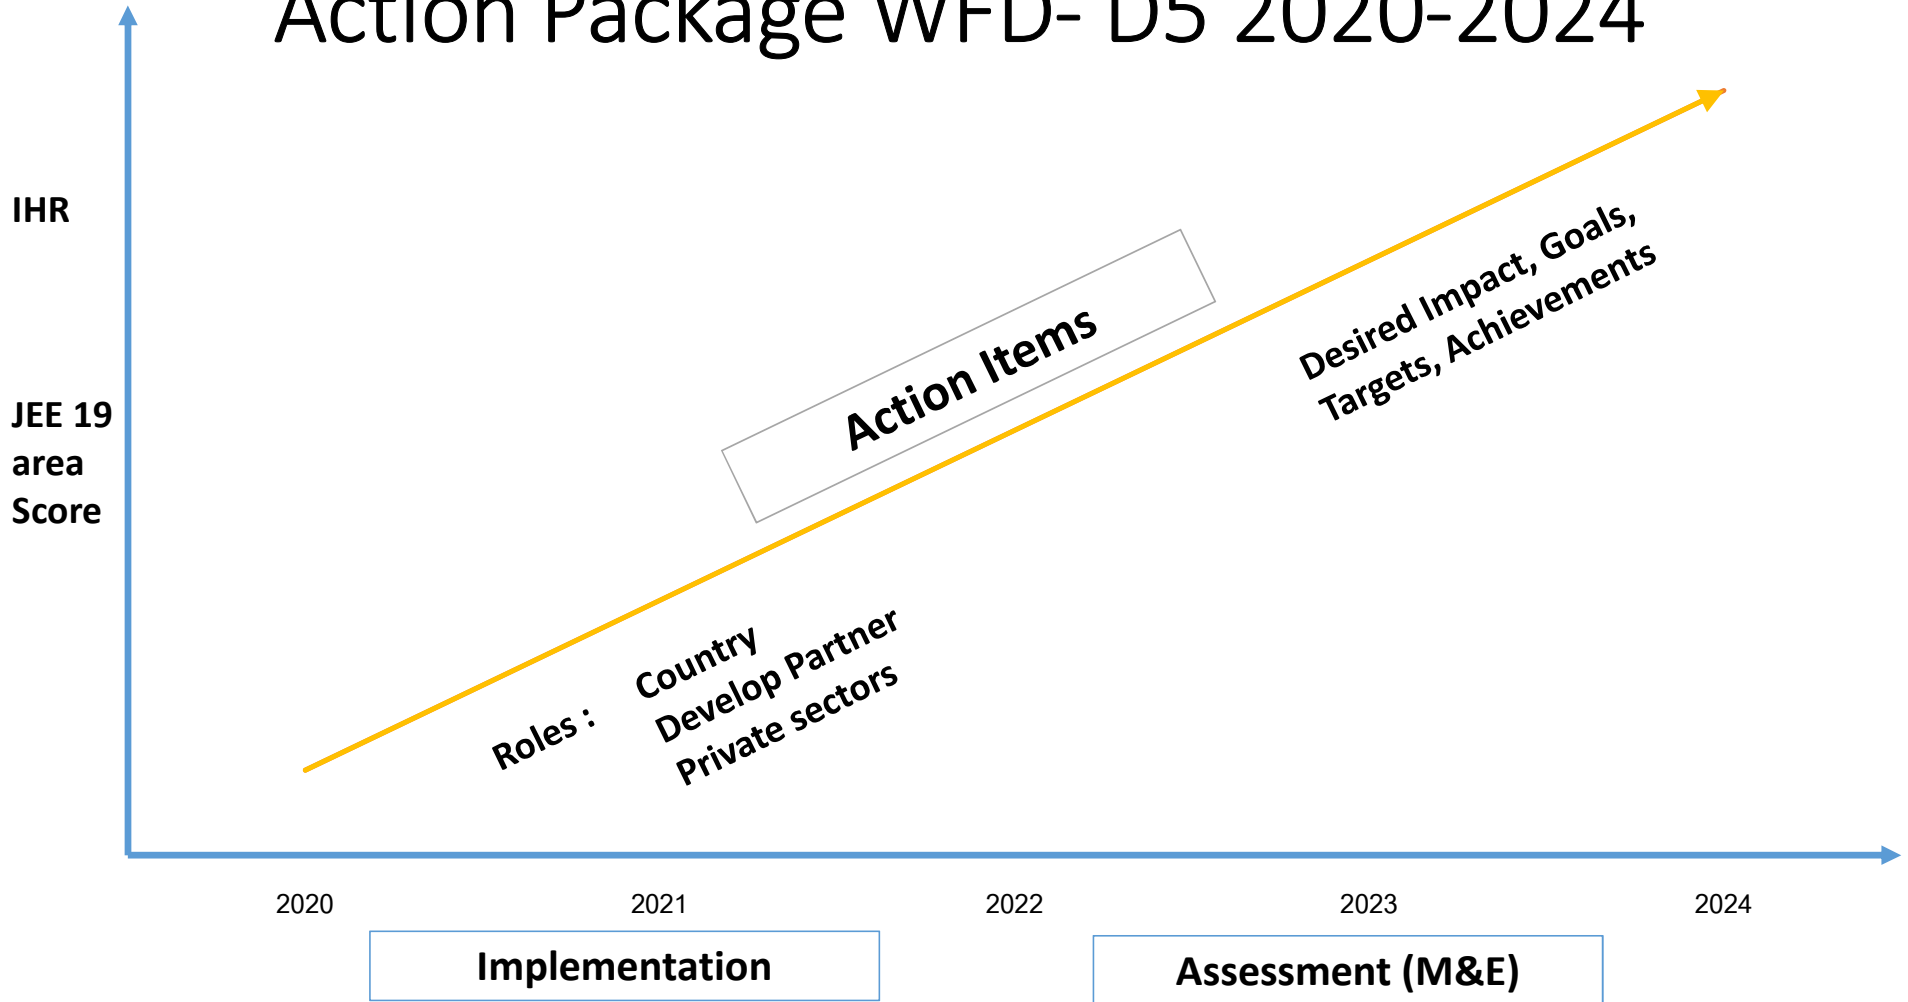 Action Package WFD- D5 2020-2024
IHR
JEE 19
area
Score
Action Items
Desired Impact, Goals,
Targets, Achievements
Roles : Country
Develop Partner
Private sectors
2020 2021 2022 2023 2024
Implementation
Assessment (M&E)